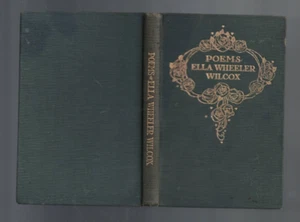 POEMS-ELLA WHEELER WILCOX
POEMS
ELLA WHEELER
WILCOX